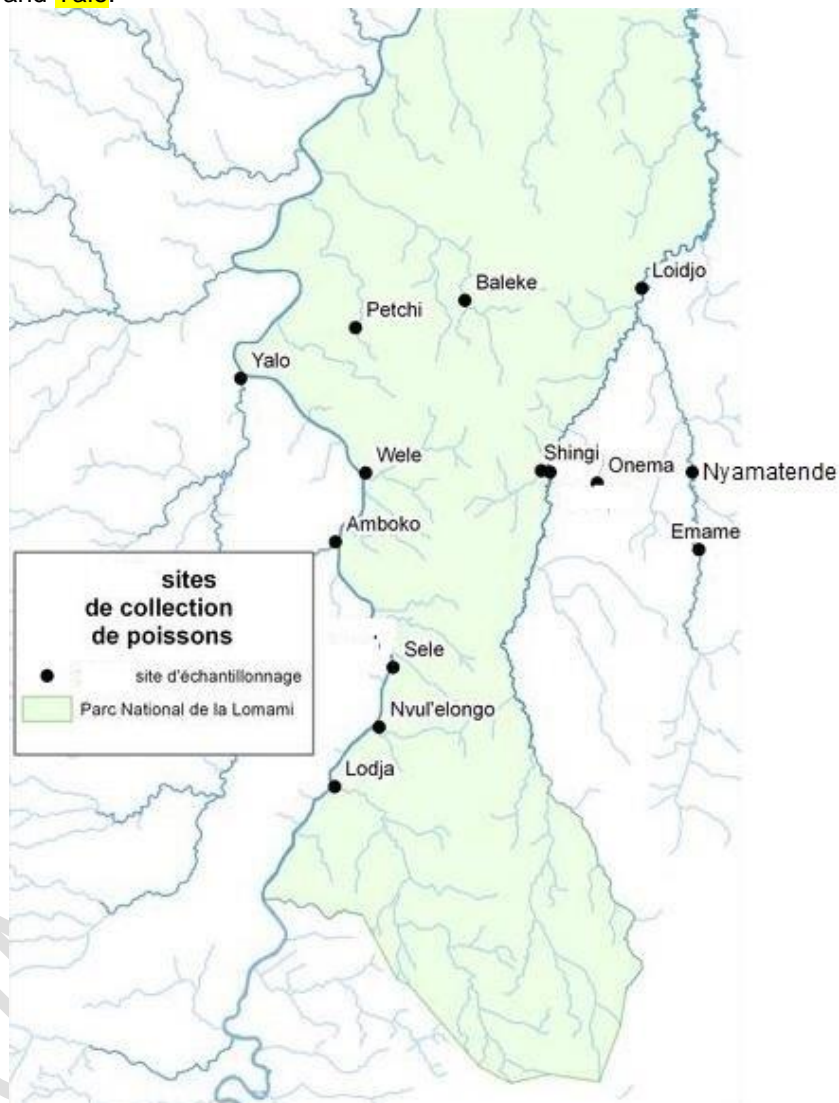 and Yalo.
Baleke
Loidjo
Petchi
Yalo
Wele
Shingi
Onema
Nyamatende
Amboko
Emame
sites
de collection
de poissons
site d'échantillonnage
Parc National de la Lomami
Sele
Nvul'elongo
Lodja